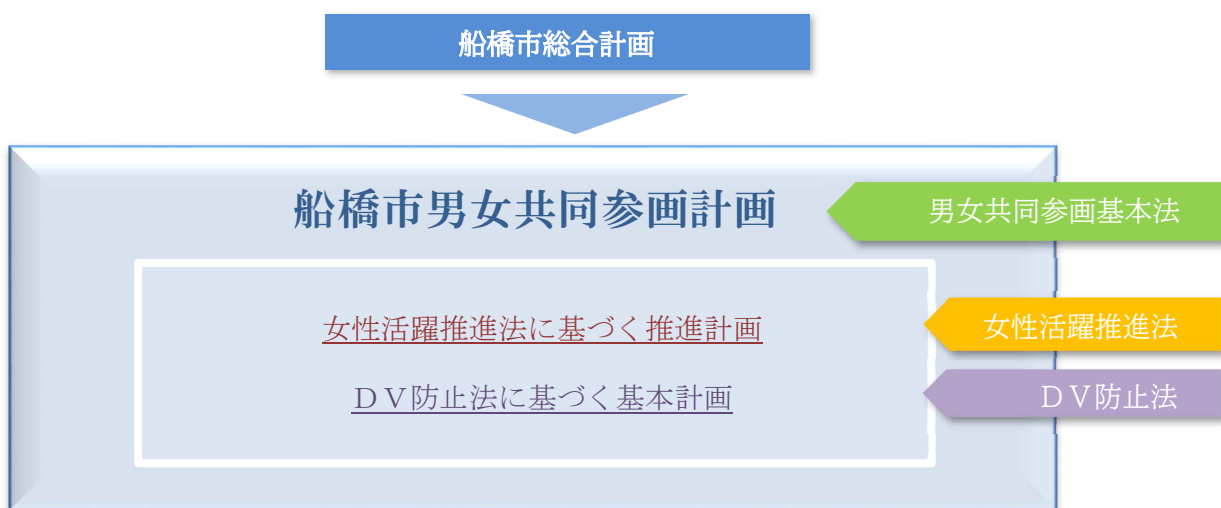 船橋市総合計画
船橋市男女共同参画計画
男女共同参画基本法
女性活躍推進法に基づく推進計画
女性活躍推進法
ＤＶ防止法に基づく基本計画
ＤＶ防止法